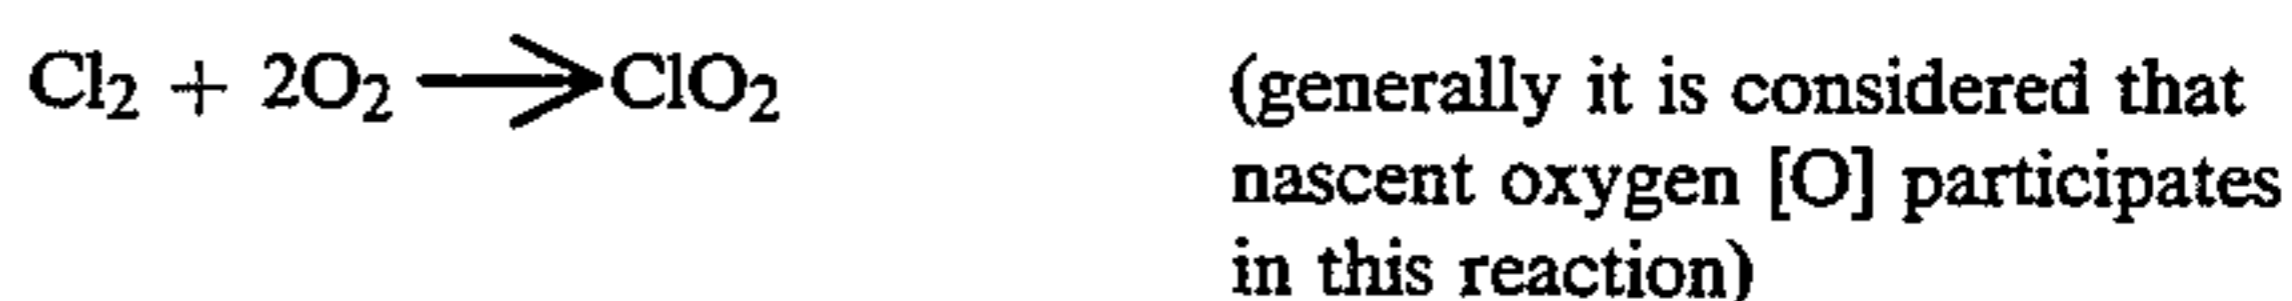 Cl₂ + 2O₂ ⟶ ClO₂ (generally it is considered that
nascent oxygen [O] participates
in this reaction)